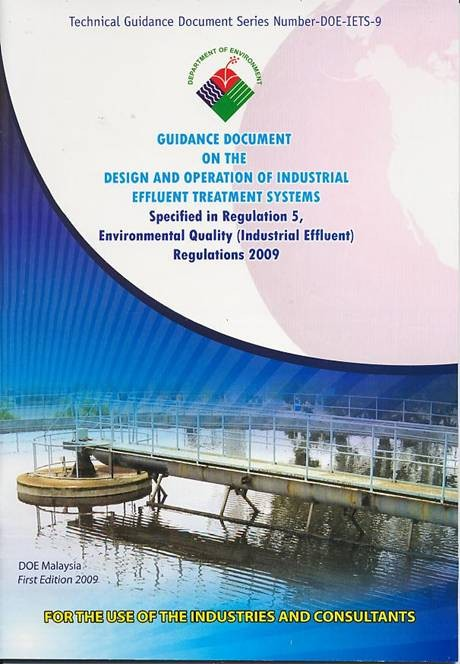 Technical Guidance Document Series Number-DOE-IETS-9
DEPARTMENT OF ENVIRONMENT
GUIDANCE DOCUMENT
ON THE
DESIGN AND OPERATION OF INDUSTRIAL
EFFLUENT TREATMENT SYSTEMS
Specified in Regulation 5,
Environmental Quality (Industrial Effluent)
Regulations 2009
DOE Malaysia
First Edition 2009
FOR THE USE OF THE INDUSTRIES AND CONSULTANTS